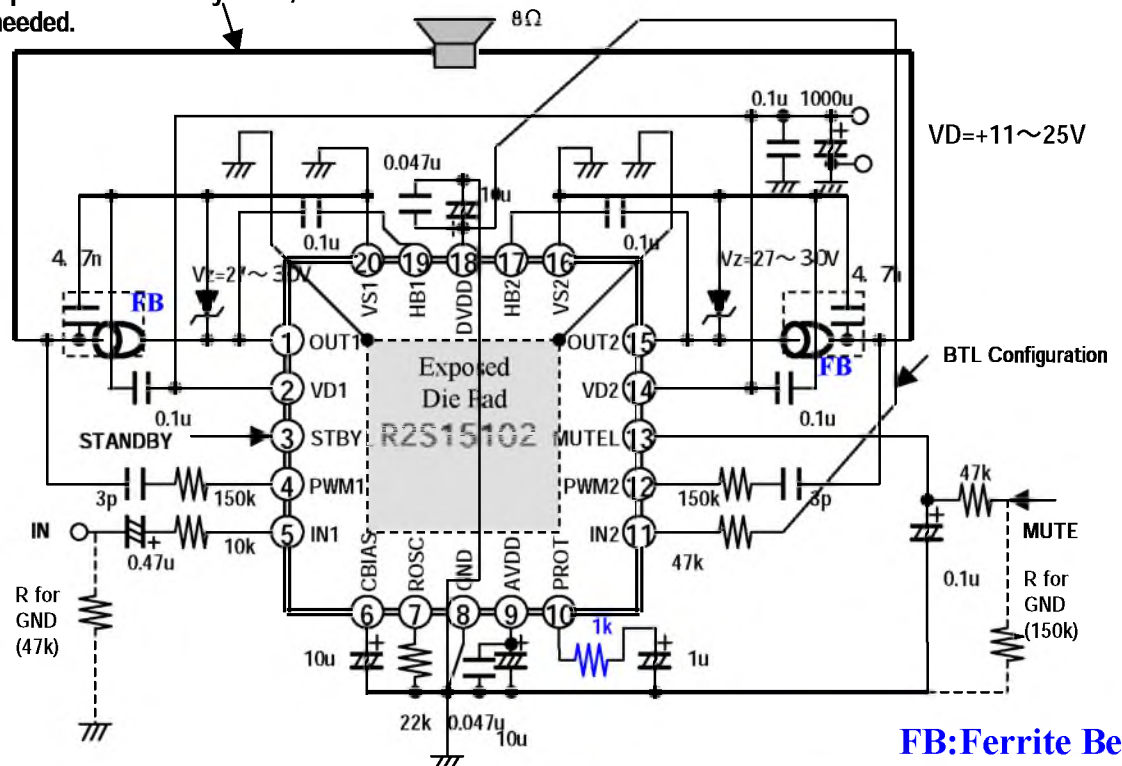 needed.
8Ω
0.1u 1000u
VD=+11～25V
0.047u
10u
0.1u
0.1u
4. 7n
Vz=27～30V
Vz=27～30V
4. 7n
FB
FB
20
19
18
17
16
VS1
HB1
DVDD
HB2
VS2
1
OUT1
OUT2
15
BTL Configuration
Exposed
Die Pad
R2S15102
2
VD1
VD2
14
0.1u
0.1u
STANDBY
3
STBY
MUTEL
13
4
PWM1
PWM2
12
3p
150k
150k
3p
47k
MUTE
IN
5
IN1
IN2
11
0.47u
10k
47k
0.1u
R for
GND
(47k)
R for
GND
(150k)
CBIAS
ROSC
GND
AVDD
PROT
6
7
8
9
10
1k
10u
1u
22k
0.047u
10u
FB:Ferrite Be